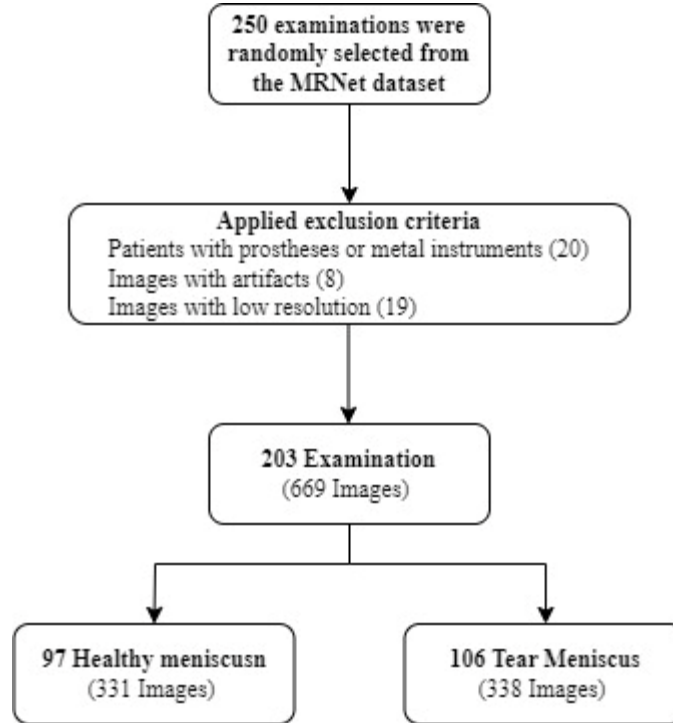 250 examinations were
randomly selected from
the MRNet dataset
Applied exclusion criteria
Patients with prostheses or metal instruments (20)
Images with artifacts (8)
Images with low resolution (19)
203 Examination
(669 Images)
97 Healthy meniscusn
(331 Images)
106 Tear Meniscus
(338 Images)